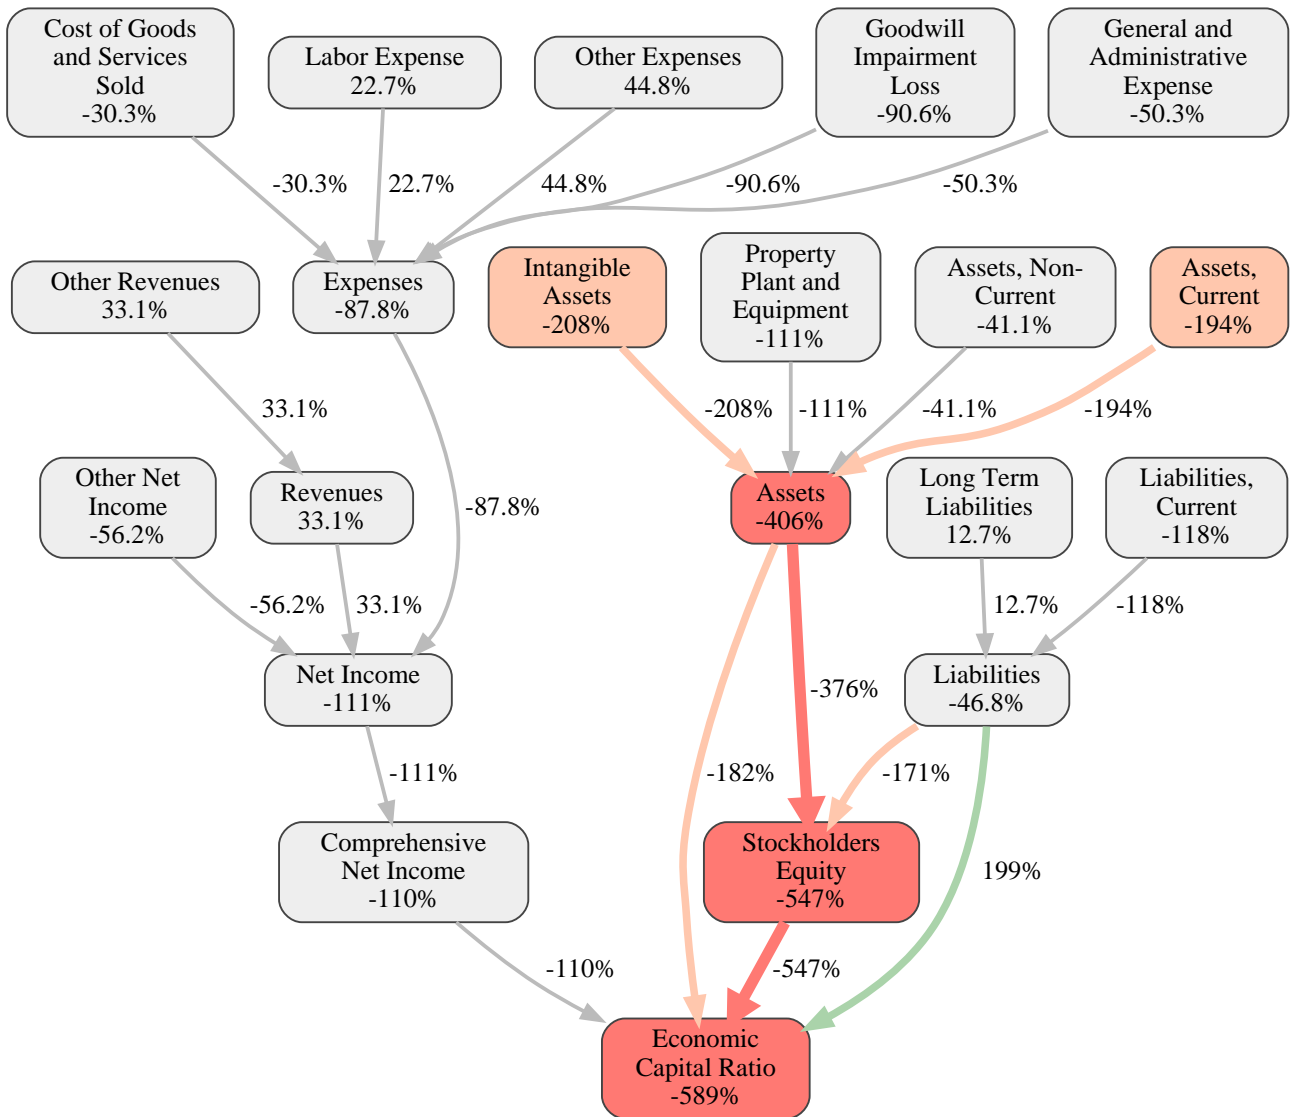 Cost of Goods
and Services
Sold
-30.3%
Labor Expense
22.7%
Other Expenses
44.8%
Goodwill
Impairment
Loss
-90.6%
General and
Administrative
Expense
-50.3%
-30.3%
22.7%
44.8%
-90.6%
-50.3%
Other Revenues
33.1%
Expenses
-87.8%
Intangible
Assets
-208%
Property
Plant and
Equipment
-111%
Assets, Non-
Current
-41.1%
Assets,
Current
-194%
33.1%
-208%
-111%
-41.1%
-194%
Other Net
Income
-56.2%
Revenues
33.1%
-87.8%
Assets
-406%
Long Term
Liabilities
12.7%
Liabilities,
Current
-118%
-56.2%
33.1%
12.7%
-118%
Net Income
-111%
-376%
Liabilities
-46.8%
-111%
-182%
-171%
Comprehensive
Net Income
-110%
Stockholders
Equity
-547%
199%
-110%
-547%
Economic
Capital Ratio
-589%